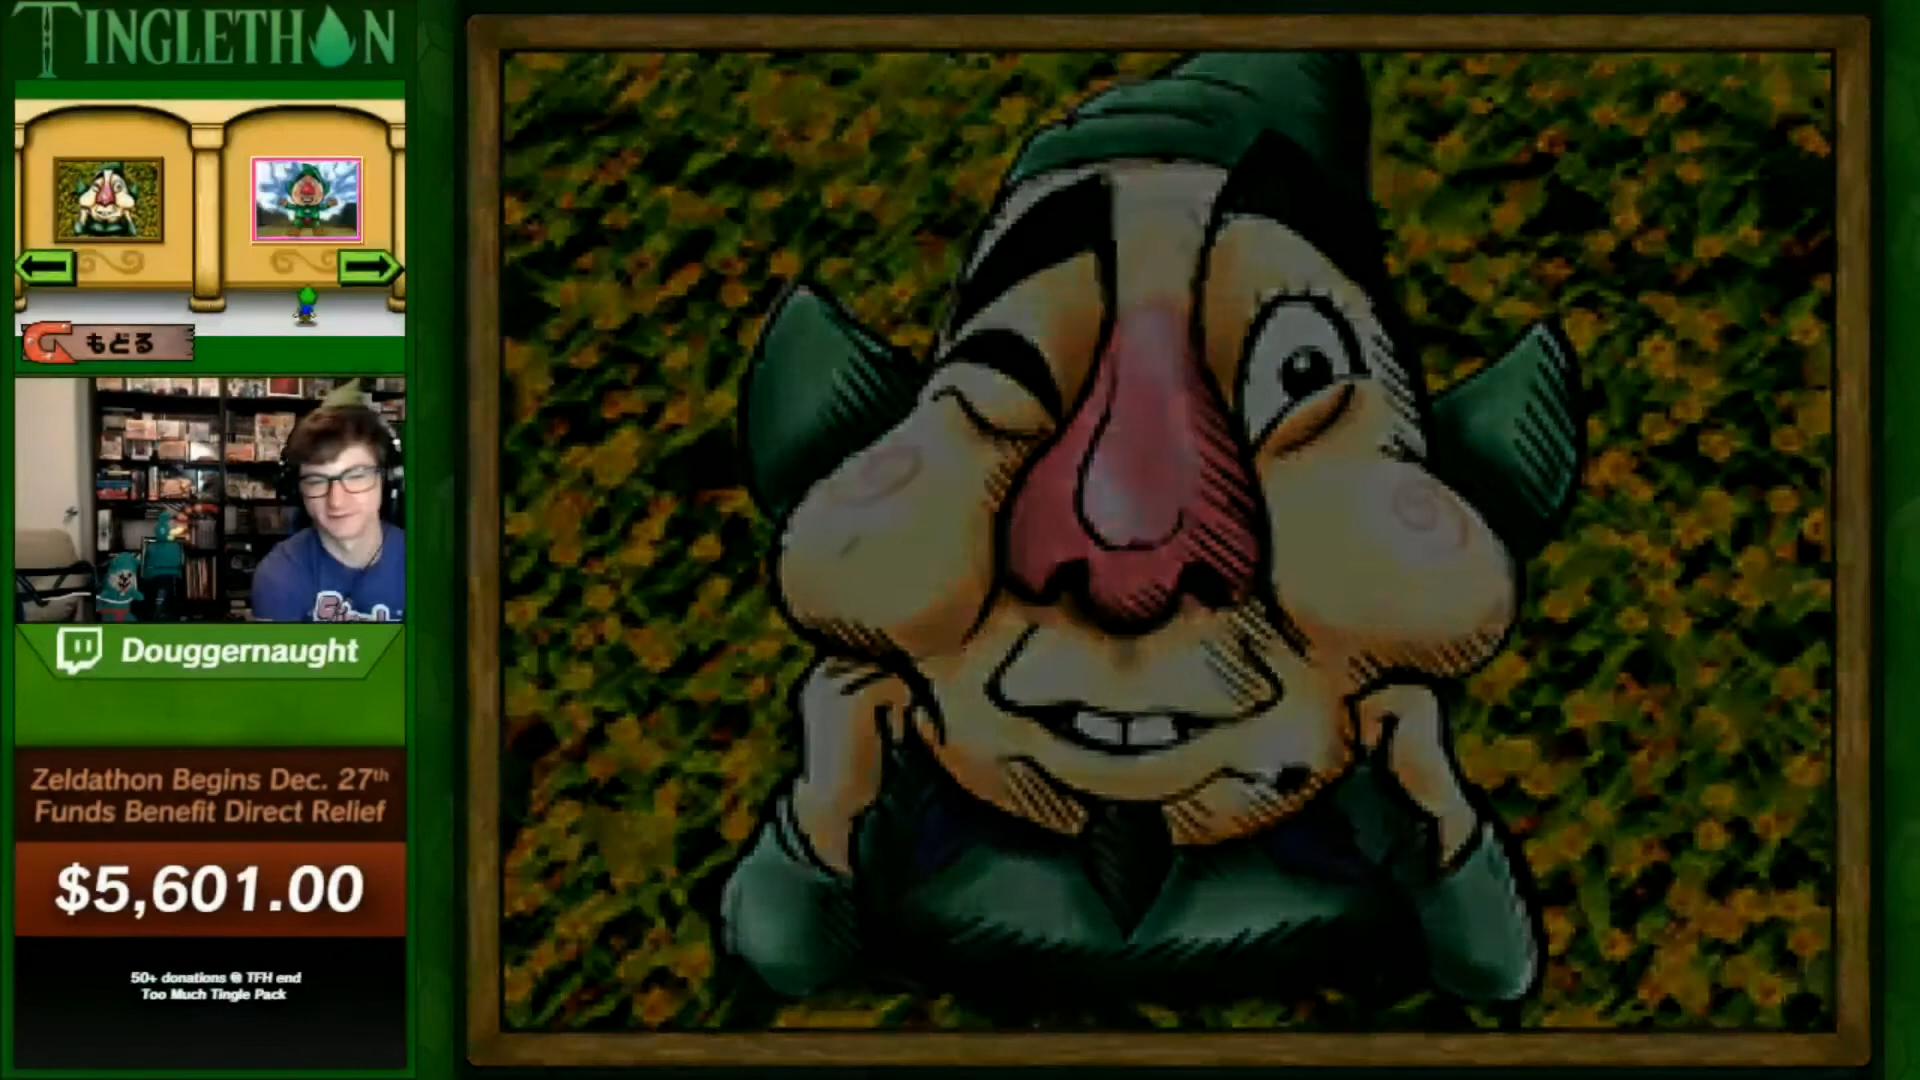 TINGLETHON
もどる
Douggernaught
Zeldathon Begins Dec. 27th
Funds Benefit Direct Relief
$5,601.00
50+ donations @ TFH end
Too Much Tingle Pack